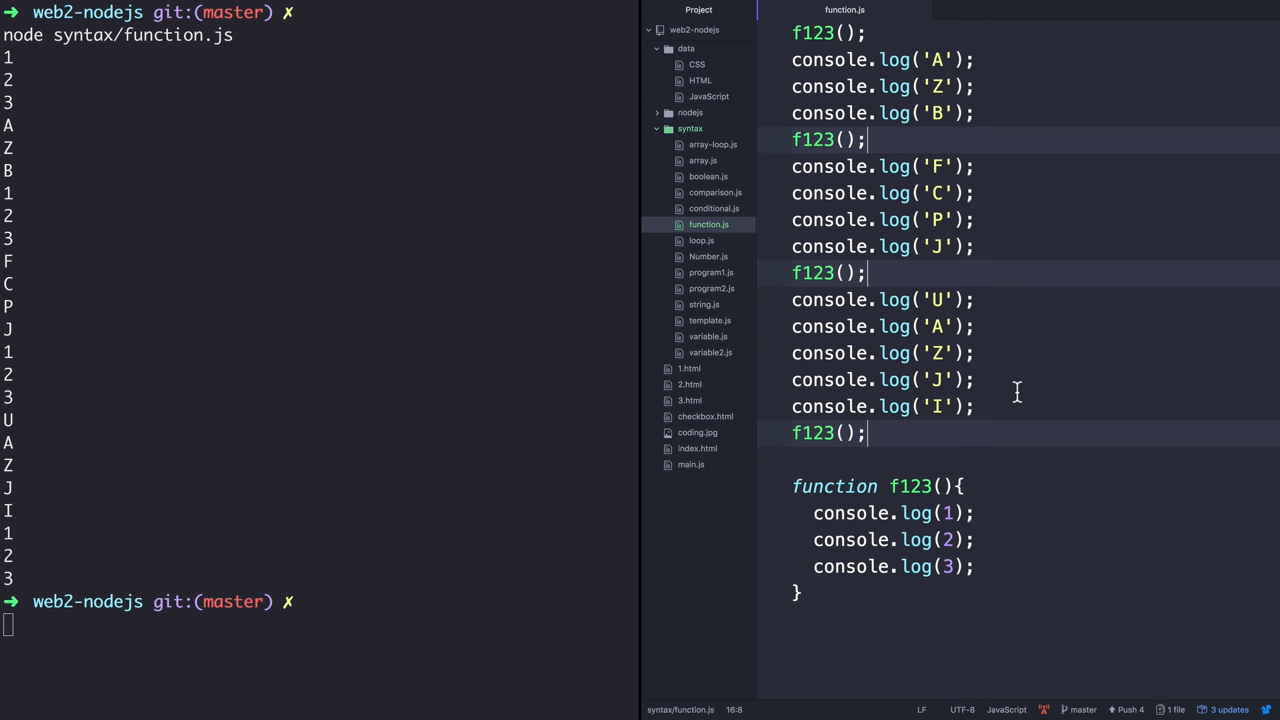 ➜ web2-nodejs git:(master) ✗
node syntax/function.js
1
2
3
A
Z
B
1
2
3
F
C
P
J
1
2
3
U
A
Z
J
I
1
2
3
➜ web2-nodejs git:(master) ✗
Project
web2-nodejs
data
CSS
HTML
JavaScript
nodejs
syntax
array-loop.js
array.js
boolean.js
comparison.js
conditional.js
function.js
loop.js
Number.js
program1.js
program2.js
string.js
template.js
variable.js
variable2.js
1.html
2.html
3.html
checkbox.html
coding.jpg
index.html
main.js
function.js
f123();
console.log('A');
console.log('Z');
console.log('B');
f123();
console.log('F');
console.log('C');
console.log('P');
console.log('J');
f123();
console.log('U');
console.log('A');
console.log('Z');
console.log('J');
console.log('I');
f123();
function f123(){
console.log(1);
console.log(2);
console.log(3);
}
syntax/function.js 16:8 LF UTF-8 JavaScript master Push 4 1 file 3 updates